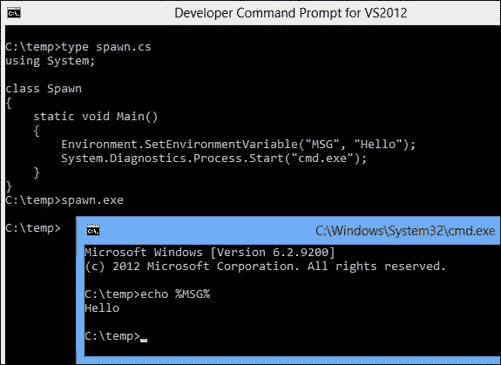 Developer Command Prompt for VS2012
C:\temp>type spawn.cs
using System;
class Spawn
{
static void Main()
{
Environment.SetEnvironmentVariable("MSG", "Hello");
System.Diagnostics.Process.Start("cmd.exe");
}
}
C:\temp>spawn.exe
C:\temp>
C:\Windows\System32\cmd.exe
Microsoft Windows [Version 6.2.9200]
(c) 2012 Microsoft Corporation. All rights reserved.
C:\temp>echo %MSG%
Hello
C:\temp>